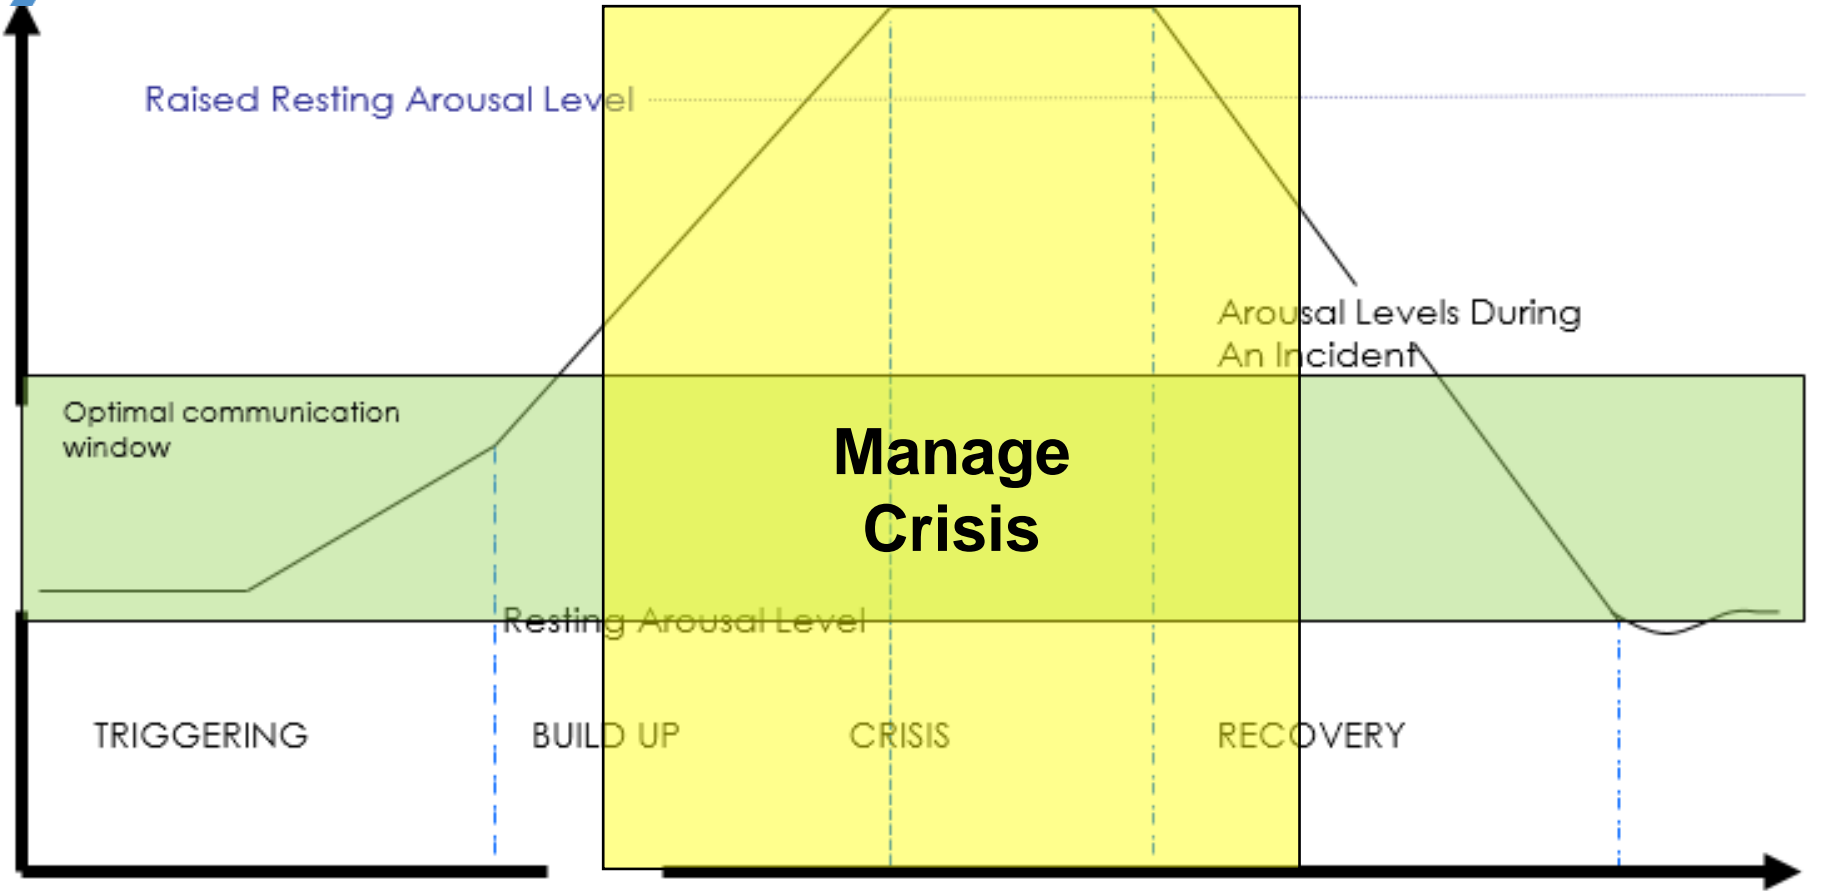 Raised Resting Arousal Level
Arousal Levels During
An Incident
Optimal communication
window
Manage
Crisis
Resting Arousal Level
TRIGGERING
BUILD UP
CRISIS
RECOVERY